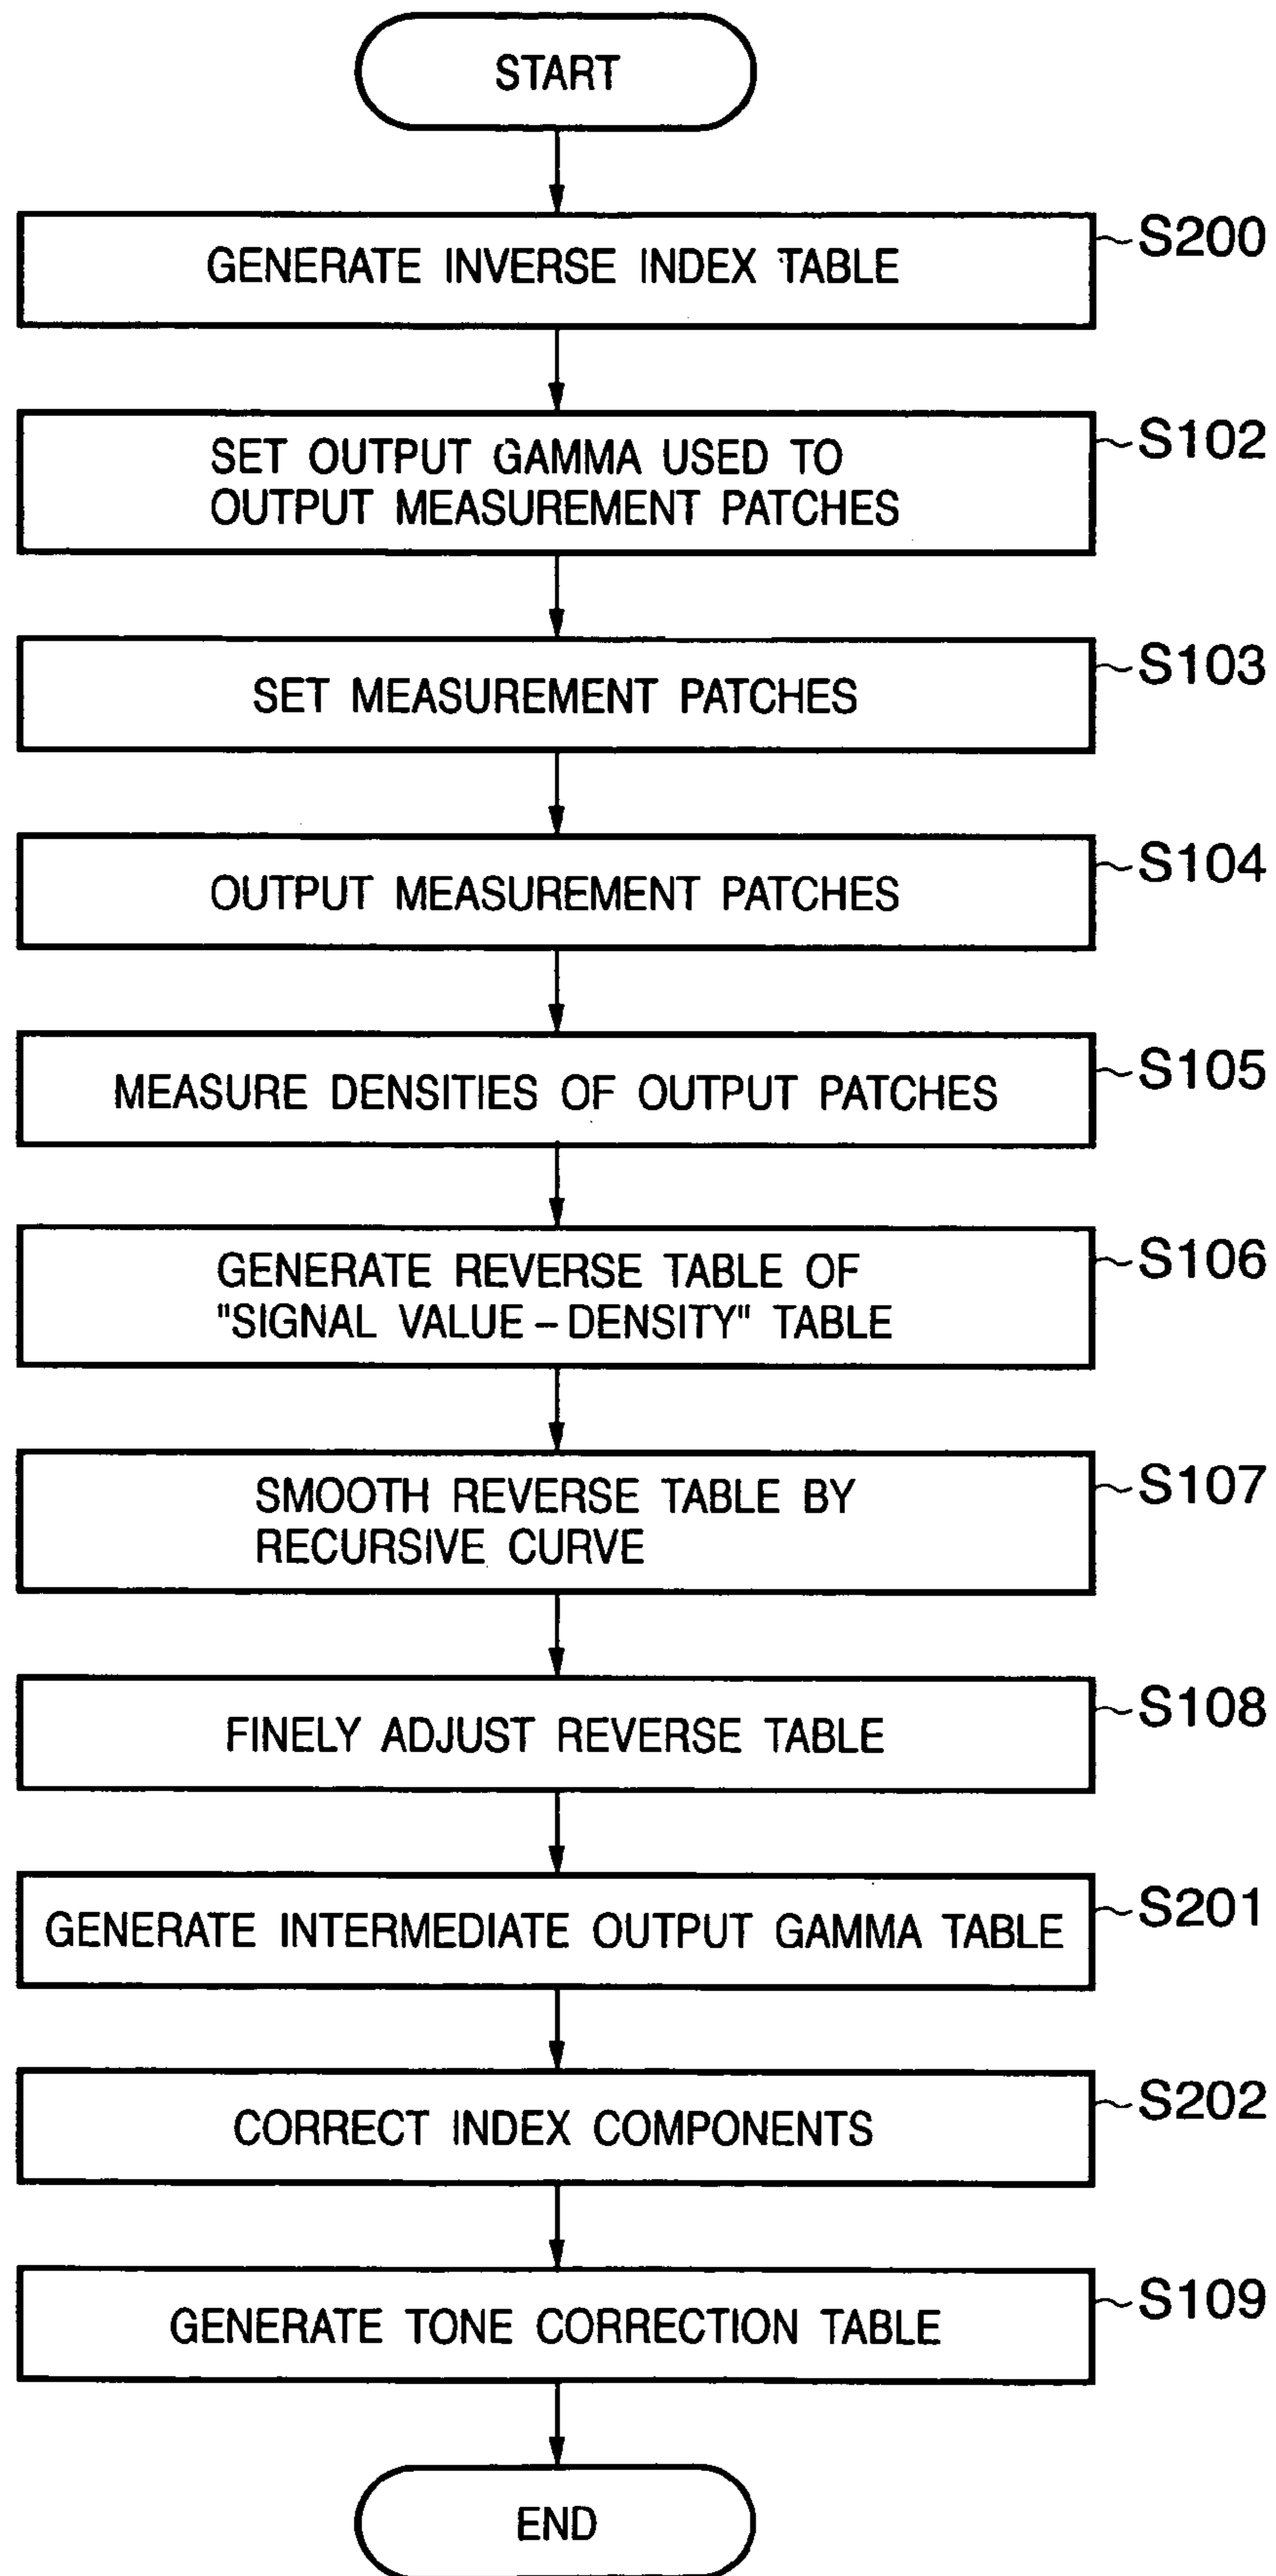 START
GENERATE INVERSE INDEX TABLE
S200
SET OUTPUT GAMMA USED TO
OUTPUT MEASUREMENT PATCHES
S102
SET MEASUREMENT PATCHES
S103
OUTPUT MEASUREMENT PATCHES
S104
MEASURE DENSITIES OF OUTPUT PATCHES
S105
GENERATE REVERSE TABLE OF
"SIGNAL VALUE – DENSITY" TABLE
S106
SMOOTH REVERSE TABLE BY
RECURSIVE CURVE
S107
FINELY ADJUST REVERSE TABLE
S108
GENERATE INTERMEDIATE OUTPUT GAMMA TABLE
S201
CORRECT INDEX COMPONENTS
S202
GENERATE TONE CORRECTION TABLE
S109
END